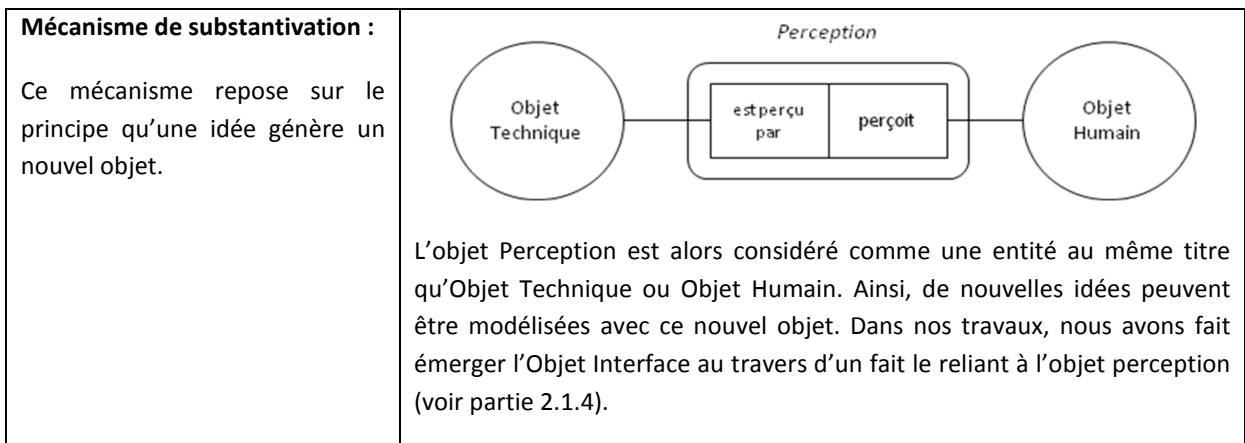 Mécanisme de substantivation :
Ce mécanisme repose sur le
principe qu’une idée génère un
nouvel objet.
Perception
Objet
Technique
est perçu
par
perçoit
Objet
Humain
L’objet Perception est alors considéré comme une entité au même titre
qu’Objet Technique ou Objet Humain. Ainsi, de nouvelles idées peuvent
être modélisées avec ce nouvel objet. Dans nos travaux, nous avons fait
émerger l’Objet Interface au travers d’un fait le reliant à l’objet perception
(voir partie 2.1.4).